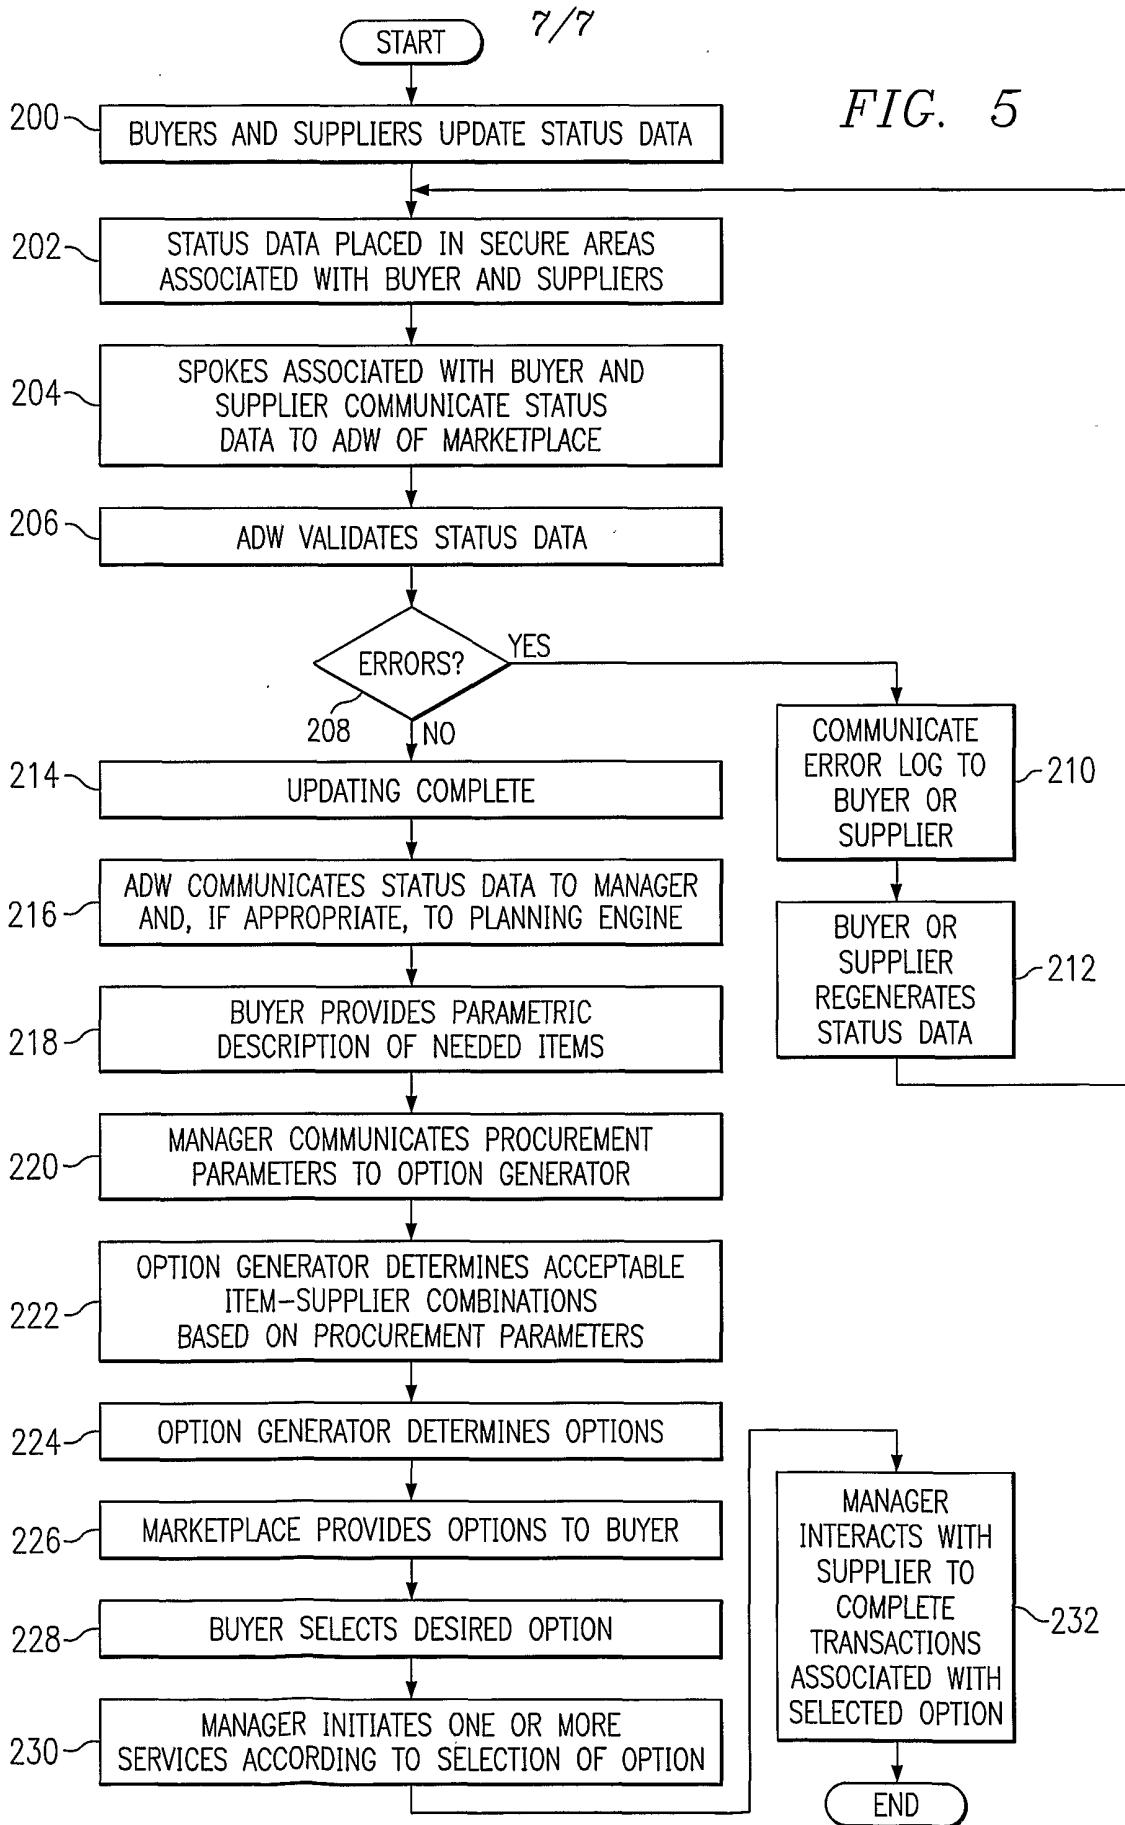 7/7
START
FIG. 5
200
BUYERS AND SUPPLIERS UPDATE STATUS DATA
202
STATUS DATA PLACED IN SECURE AREAS
ASSOCIATED WITH BUYER AND SUPPLIERS
204
SPOKES ASSOCIATED WITH BUYER AND
SUPPLIER COMMUNICATE STATUS
DATA TO ADW OF MARKETPLACE
206
ADW VALIDATES STATUS DATA
ERRORS?
YES
208
NO
COMMUNICATE
ERROR LOG TO
BUYER OR
SUPPLIER
210
BUYER OR
SUPPLIER
REGENERATES
STATUS DATA
212
214
UPDATING COMPLETE
216
ADW COMMUNICATES STATUS DATA TO MANAGER
AND, IF APPROPRIATE, TO PLANNING ENGINE
218
BUYER PROVIDES PARAMETRIC
DESCRIPTION OF NEEDED ITEMS
220
MANAGER COMMUNICATES PROCUREMENT
PARAMETERS TO OPTION GENERATOR
222
OPTION GENERATOR DETERMINES ACCEPTABLE
ITEM-SUPPLIER COMBINATIONS
BASED ON PROCUREMENT PARAMETERS
224
OPTION GENERATOR DETERMINES OPTIONS
226
MARKETPLACE PROVIDES OPTIONS TO BUYER
228
BUYER SELECTS DESIRED OPTION
230
MANAGER INITIATES ONE OR MORE
SERVICES ACCORDING TO SELECTION OF OPTION
MANAGER
INTERACTS WITH
SUPPLIER TO
COMPLETE
TRANSACTIONS
ASSOCIATED WITH
SELECTED OPTION
232
END